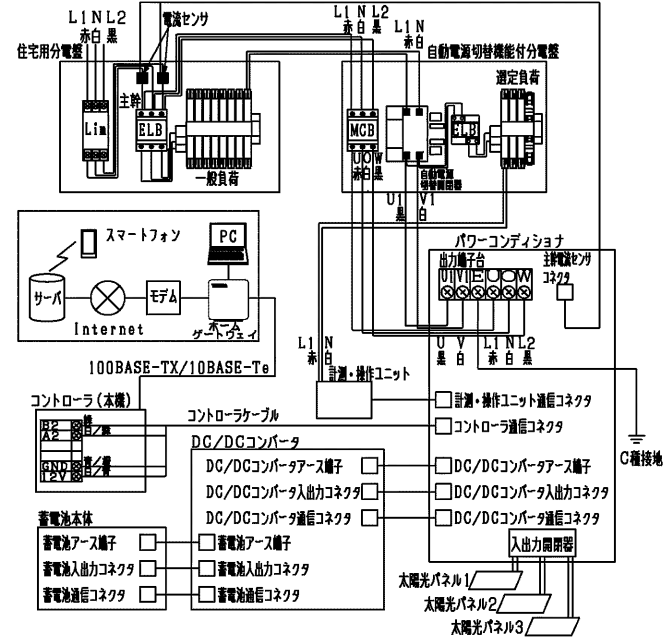 L1 N L2
赤 白 黒
電流センサ
住宅用分電盤
主幹
Lim
ELB
一般負荷
L1 N L2
赤 白 黒
L1 N
赤 白
自動電源切替機能付分電盤
選定負荷
MCB
ELB
U O W
赤 白 黒
自動電源
切替開閉器
U1 V1
黒 白
スマートフォン
PC
サーバ
モデム
Internet
ホーム
ゲートウェイ
100BASE-TX/10BASE-Te
パワーコンディショナ
出力端子台
U1 V1 E U O W
主幹電流センサ
コネクタ
L1 N
赤 白
U V L1 N L2
黒 白 赤 白 黒
計測・操作ユニット
計測・操作ユニット通信コネクタ
コントローラ通信コネクタ
C種接地
コントローラ(本機)
コントローラケーブル
B2
A2
GND
12V
DC/DCコンバータ
DC/DCコンバータアース端子
DC/DCコンバータ入出力コネクタ
DC/DCコンバータ通信コネクタ
DC/DCコンバータアース端子
DC/DCコンバータ入出力コネクタ
DC/DCコンバータ通信コネクタ
蓄電池本体
蓄電池アース端子
蓄電池入出力コネクタ
蓄電池通信コネクタ
蓄電池アース端子
蓄電池入出力コネクタ
蓄電池通信コネクタ
入出力開閉器
太陽光パネル1
太陽光パネル2
太陽光パネル3